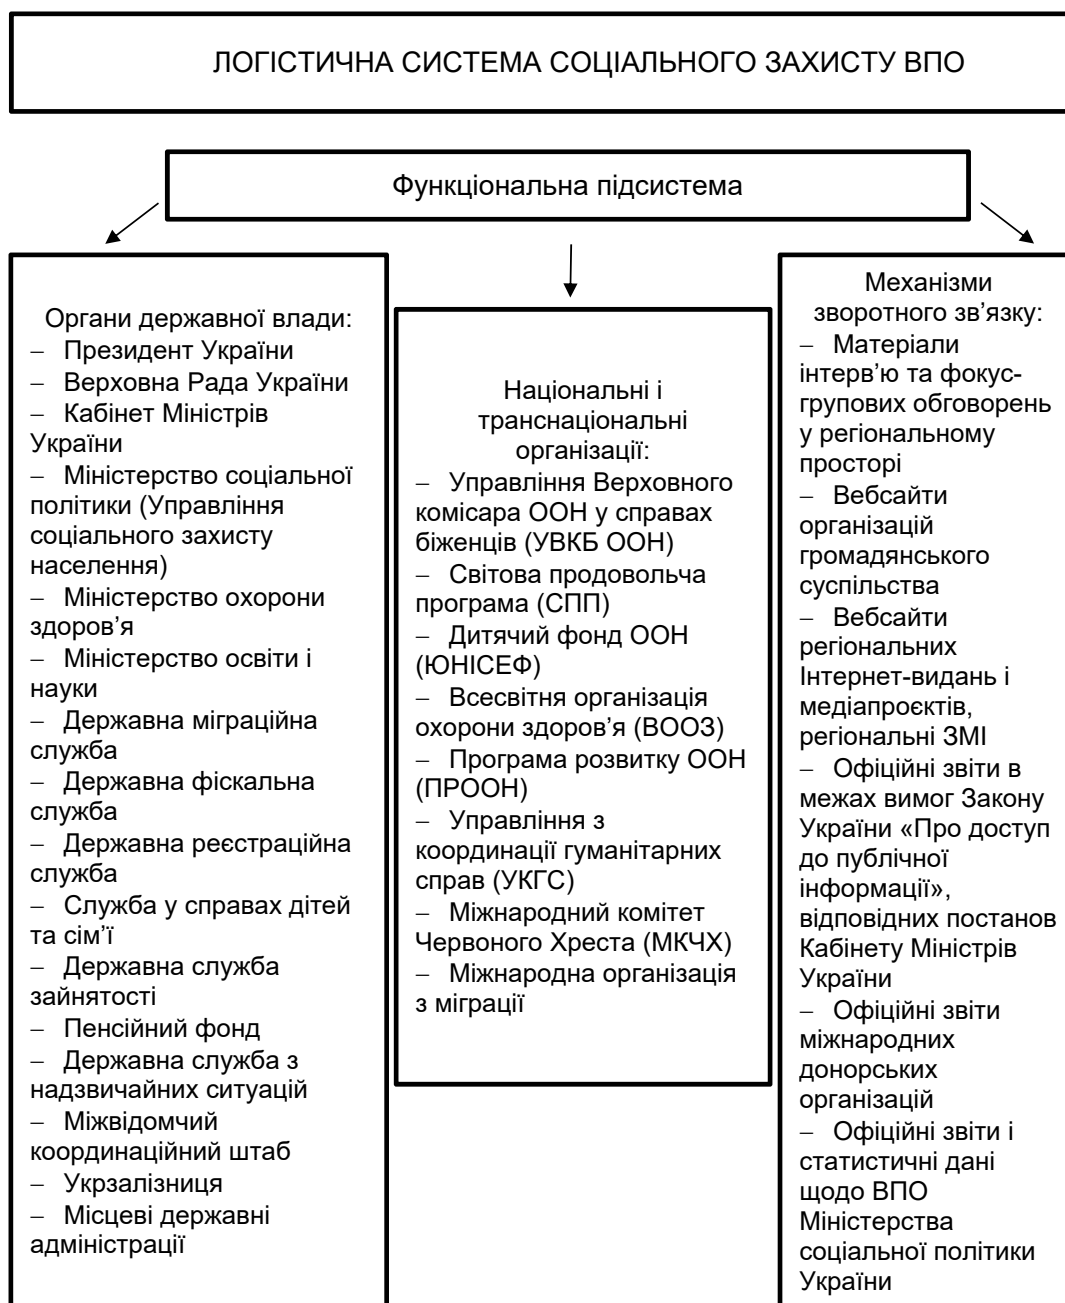 ЛОГІСТИЧНА СИСТЕМА СОЦІАЛЬНОГО ЗАХИСТУ ВПО
Функціональна підсистема
Органи державної влади:
– Президент України
– Верховна Рада України
– Кабінет Міністрів
України
– Міністерство соціальної
політики (Управління
соціального захисту
населення)
– Міністерство охорони
здоров’я
– Міністерство освіти і
науки
– Державна міграційна
служба
– Державна фіскальна
служба
– Державна реєстраційна
служба
– Служба у справах дітей
та сім’ї
– Державна служба
зайнятості
– Пенсійний фонд
– Державна служба з
надзвичайних ситуацій
– Міжвідомчий
координаційний штаб
– Укрзалізниця
– Місцеві державні
адміністрації
Національні і
транснаціональні
організації:
– Управління Верховного
комісара ООН у справах
біженців (УВКБ ООН)
– Світова продовольча
програма (СПП)
– Дитячий фонд ООН
(ЮНІСЕФ)
– Всесвітня організація
охорони здоров’я (ВООЗ)
– Програма розвитку ООН
(ПРООН)
– Управління з
координації гуманітарних
справ (УКГС)
– Міжнародний комітет
Червоного Хреста (МКЧХ)
– Міжнародна організація
з міграції
Механізми
зворотного зв’язку:
– Матеріали
інтерв’ю та фокус-
групових обговорень
у регіональному
просторі
– Вебсайти
організацій
громадянського
суспільства
– Вебсайти
регіональних
Інтернет-видань і
медіапроєктів,
регіональні ЗМІ
– Офіційні звіти в
межах вимог Закону
України «Про доступ
до публічної
інформації»,
відповідних постанов
Кабінету Міністрів
України
– Офіційні звіти
міжнародних
донорських
організацій
– Офіційні звіти і
статистичні дані
щодо ВПО
Міністерства
соціальної політики
України